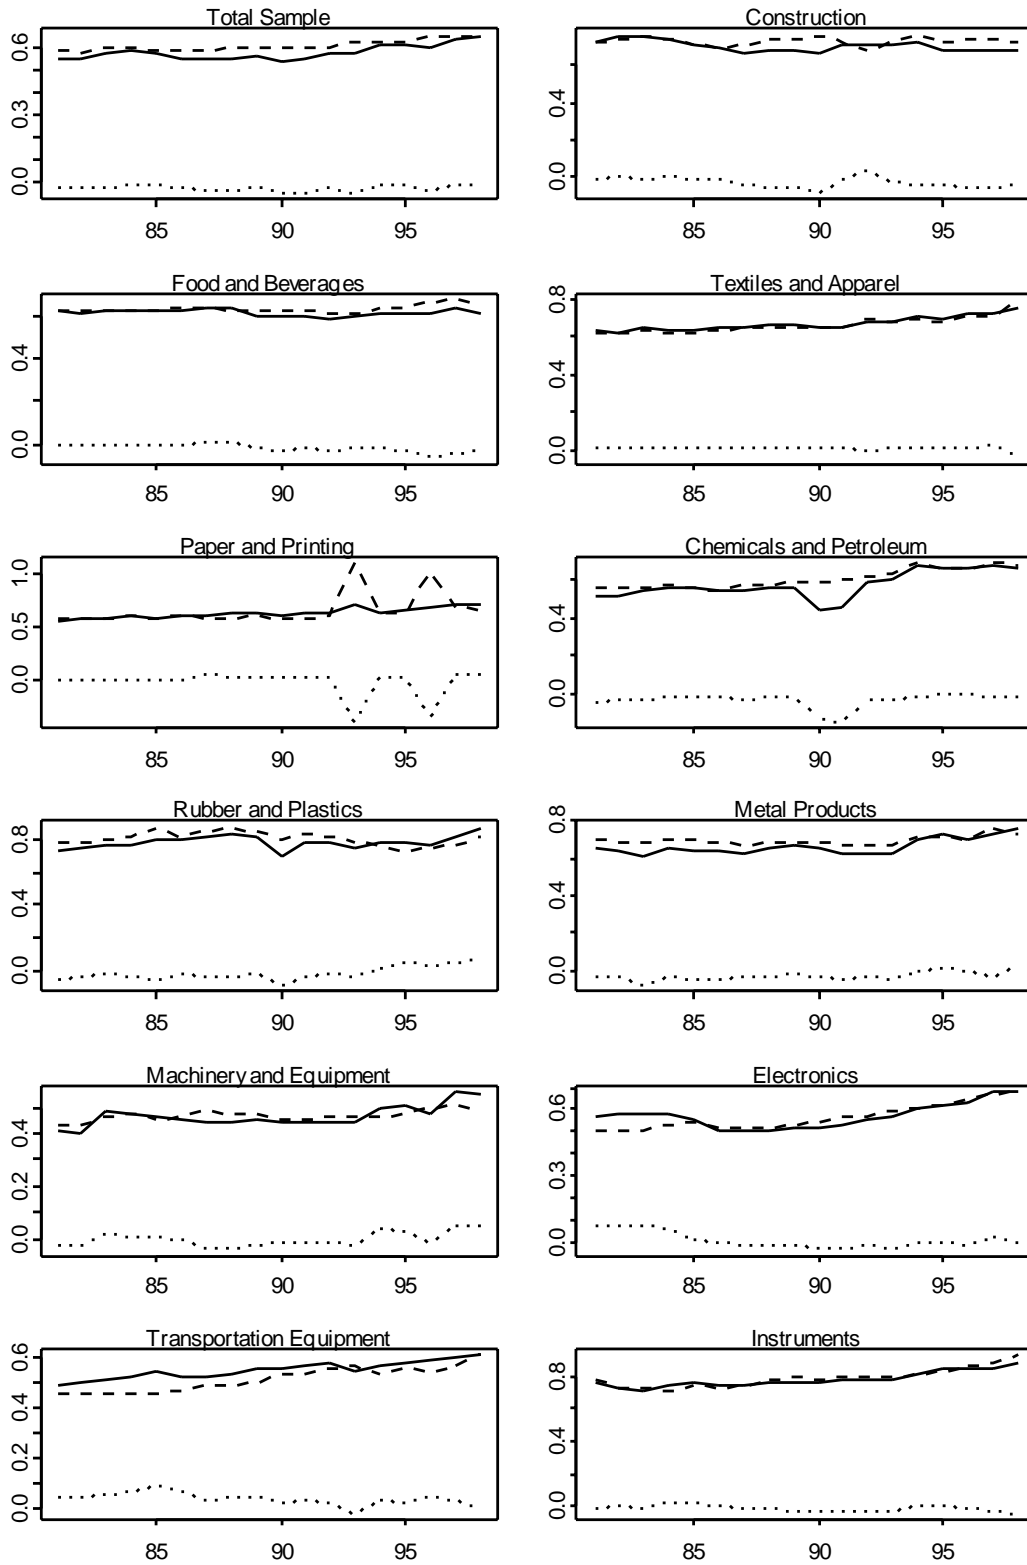 Total Sample
0.6
0.3
0.0
85 90 95
Construction
0.4
0.0
85 90 95
Food and Beverages
0.4
0.0
85 90 95
Textiles and Apparel
0.8
0.4
0.0
85 90 95
Paper and Printing
1.0
0.5
0.0
85 90 95
Chemicals and Petroleum
0.4
0.0
85 90 95
Rubber and Plastics
0.8
0.4
0.0
85 90 95
Metal Products
0.8
0.4
0.0
85 90 95
Machinery and Equipment
0.4
0.2
0.0
85 90 95
Electronics
0.6
0.3
0.0
85 90 95
Transportation Equipment
0.6
0.4
0.2
0.0
85 90 95
Instruments
0.8
0.4
0.0
85 90 95